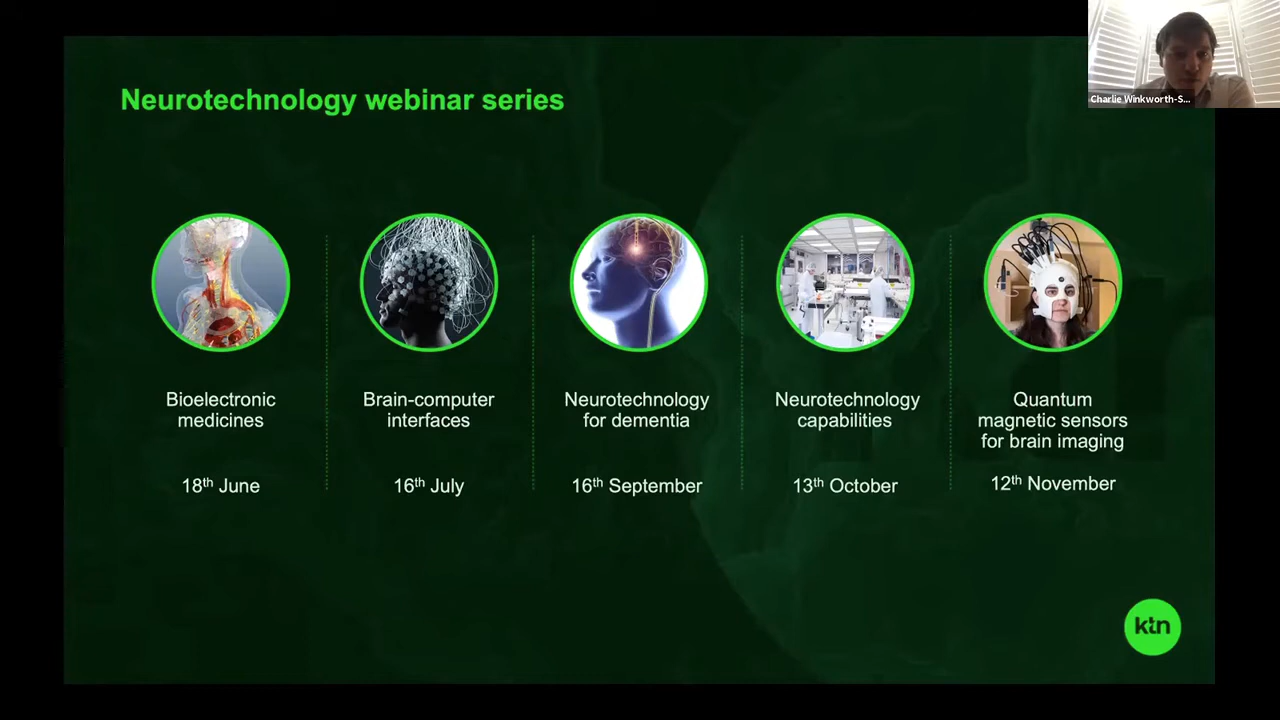 Charlie Winkworth-S...
Neurotechnology webinar series
Bioelectronic
medicines
18th June
Brain-computer
interfaces
16th July
Neurotechnology
for dementia
16th September
Neurotechnology
capabilities
13th October
Quantum
magnetic sensors
for brain imaging
12th November
ktn